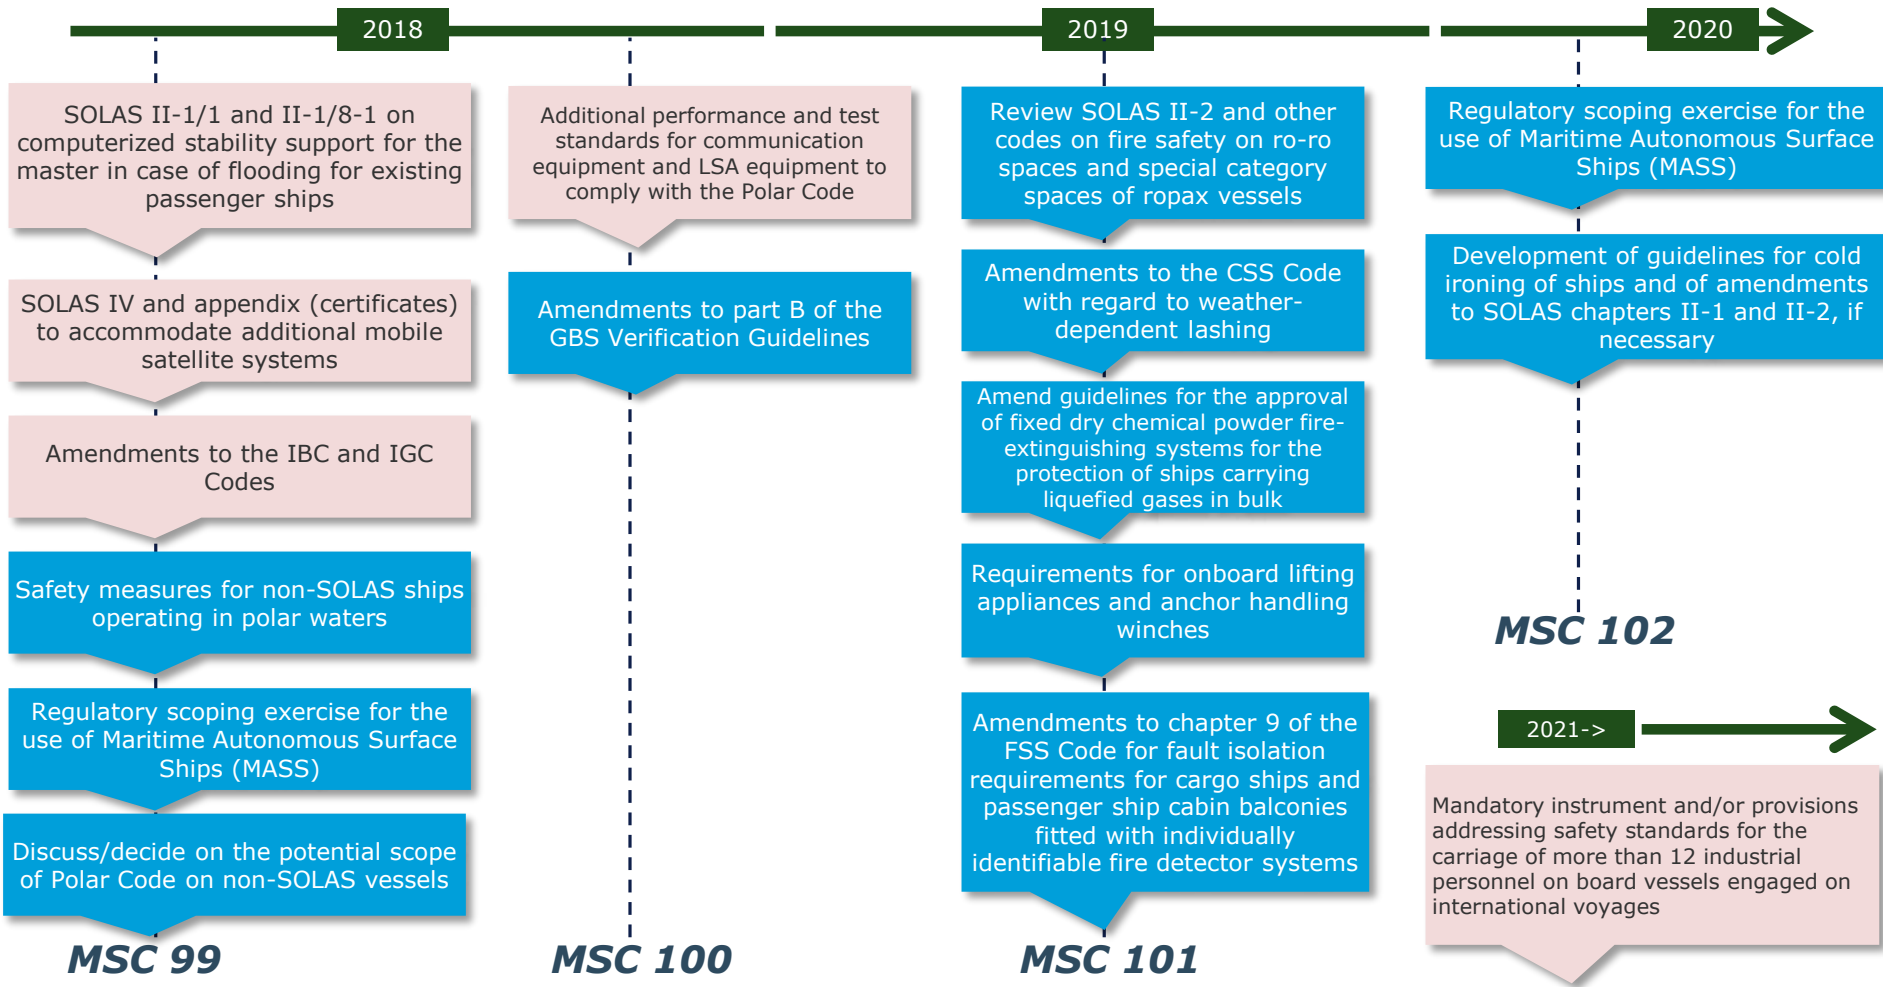 2018
2019
2020
SOLAS II-1/1 and II-1/8-1 on
computerized stability support for the
master in case of flooding for existing
passenger ships
SOLAS IV and appendix (certificates)
to accommodate additional mobile
satellite systems
Amendments to the IBC and IGC
Codes
Safety measures for non-SOLAS ships
operating in polar waters
Regulatory scoping exercise for the
use of Maritime Autonomous Surface
Ships (MASS)
Discuss/decide on the potential scope
of Polar Code on non-SOLAS vessels
MSC 99
Additional performance and test
standards for communication
equipment and LSA equipment to
comply with the Polar Code
Amendments to part B of the
GBS Verification Guidelines
MSC 100
Review SOLAS II-2 and other
codes on fire safety on ro-ro
spaces and special category
spaces of ropax vessels
Amendments to the CSS Code
with regard to weather-
dependent lashing
Amend guidelines for the approval
of fixed dry chemical powder fire-
extinguishing systems for the
protection of ships carrying
liquefied gases in bulk
Requirements for onboard lifting
appliances and anchor handling
winches
Amendments to chapter 9 of the
FSS Code for fault isolation
requirements for cargo ships and
passenger ship cabin balconies
fitted with individually
identifiable fire detector systems
MSC 101
Regulatory scoping exercise for the
use of Maritime Autonomous Surface
Ships (MASS)
Development of guidelines for cold
ironing of ships and of amendments
to SOLAS chapters II-1 and II-2, if
necessary
MSC 102
2021->
Mandatory instrument and/or provisions
addressing safety standards for the
carriage of more than 12 industrial
personnel on board vessels engaged on
international voyages